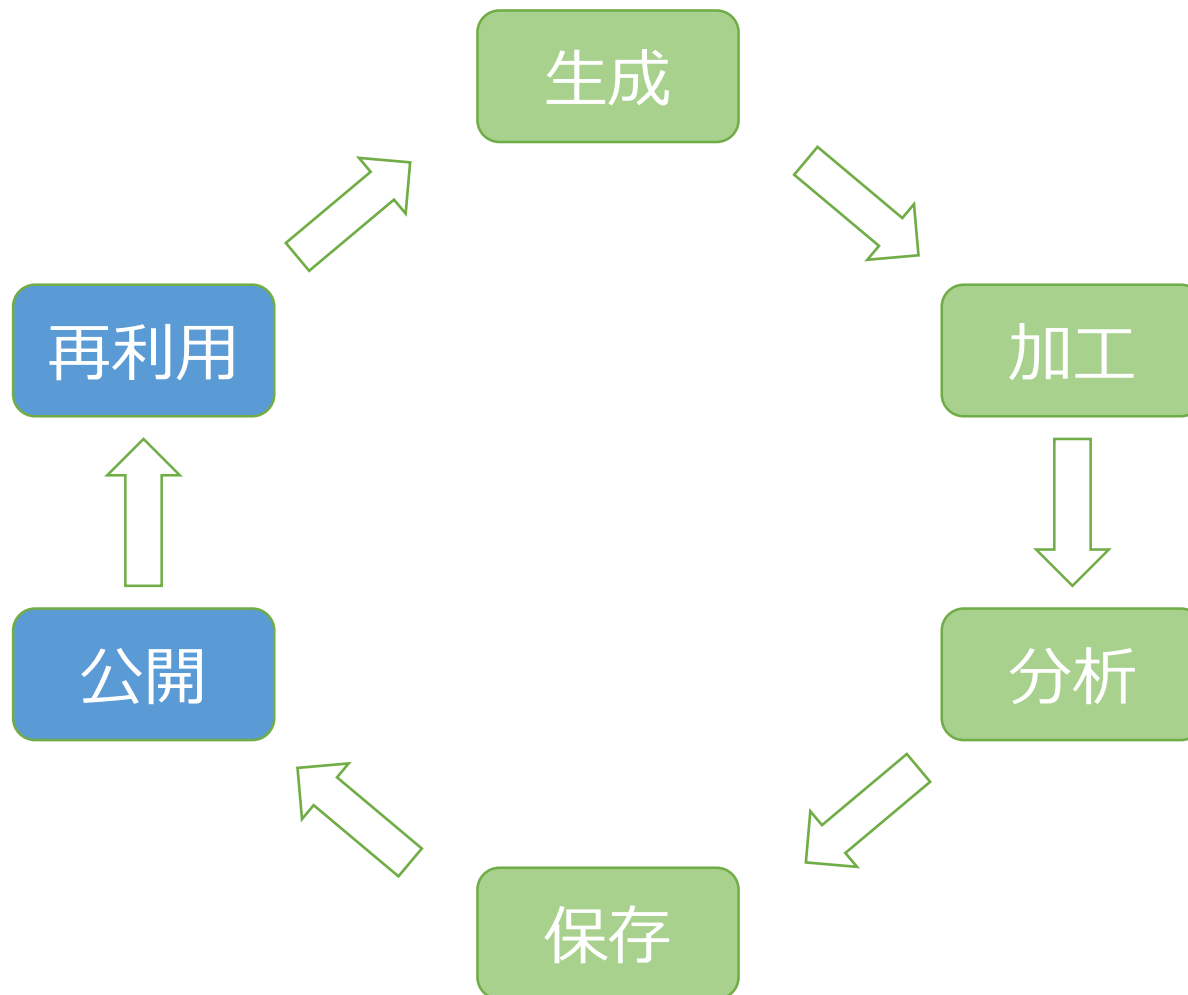 生成
加工
分析
保存
公開
再利用